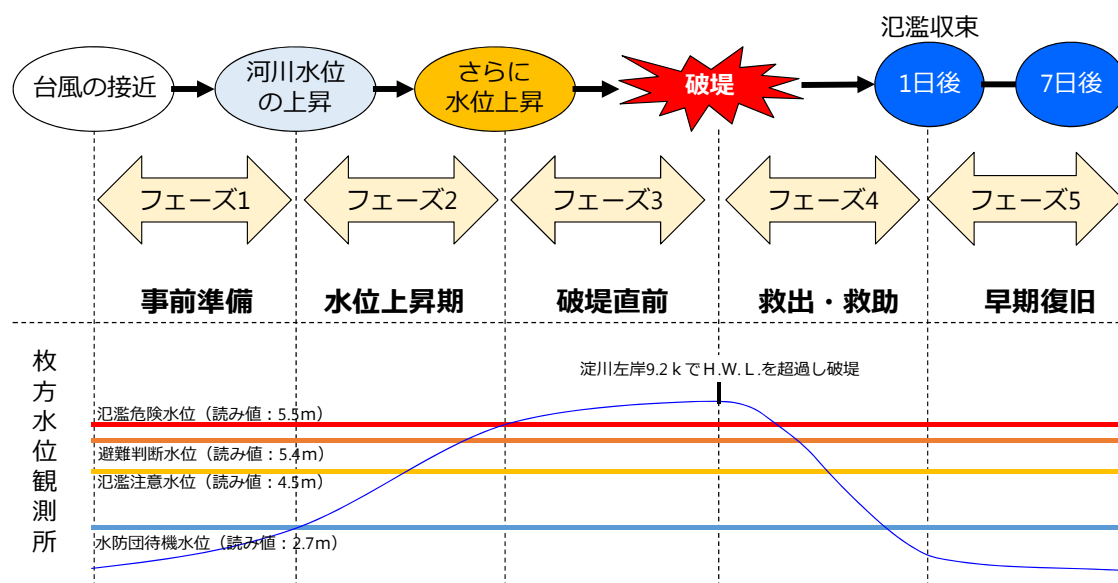 氾濫収束
台風の接近
河川水位
の上昇
さらに
水位上昇
破堤
1日後
7日後
フェーズ1
フェーズ2
フェーズ3
フェーズ4
フェーズ5
事前準備
水位上昇期
破堤直前
救出・救助
早期復旧
枚方水位観測所
淀川左岸9.2ｋでH.W.L.を超過し破堤
氾濫危険水位（読み値：5.5m）
避難判断水位（読み値：5.4m）
氾濫注意水位（読み値：4.5m）
水防団待機水位（読み値：2.7m）